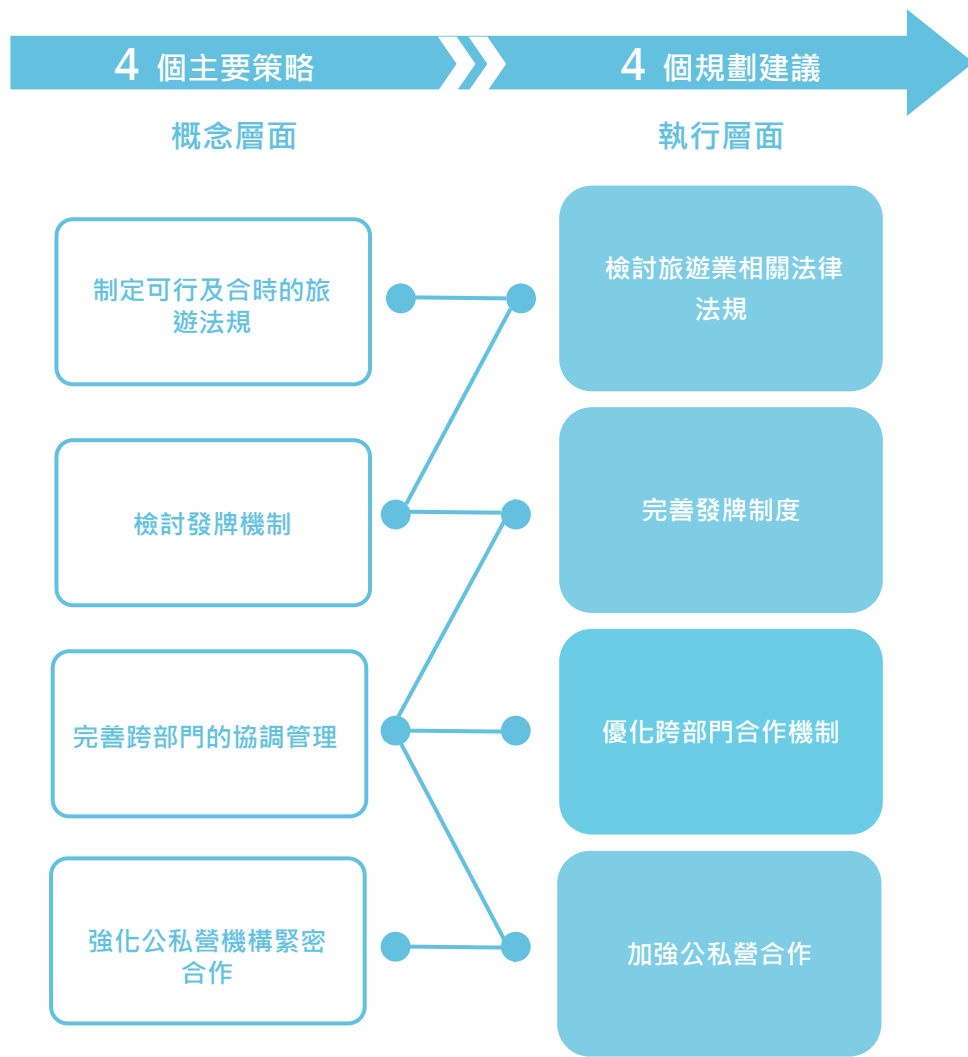 4 個主要策略
4 個規劃建議
概念層面
執行層面
制定可行及合時的旅
遊法規
檢討旅遊業相關法律
法規
檢討發牌機制
完善發牌制度
完善跨部門的協調管理
優化跨部門合作機制
強化公私營機構緊密
合作
加強公私營合作